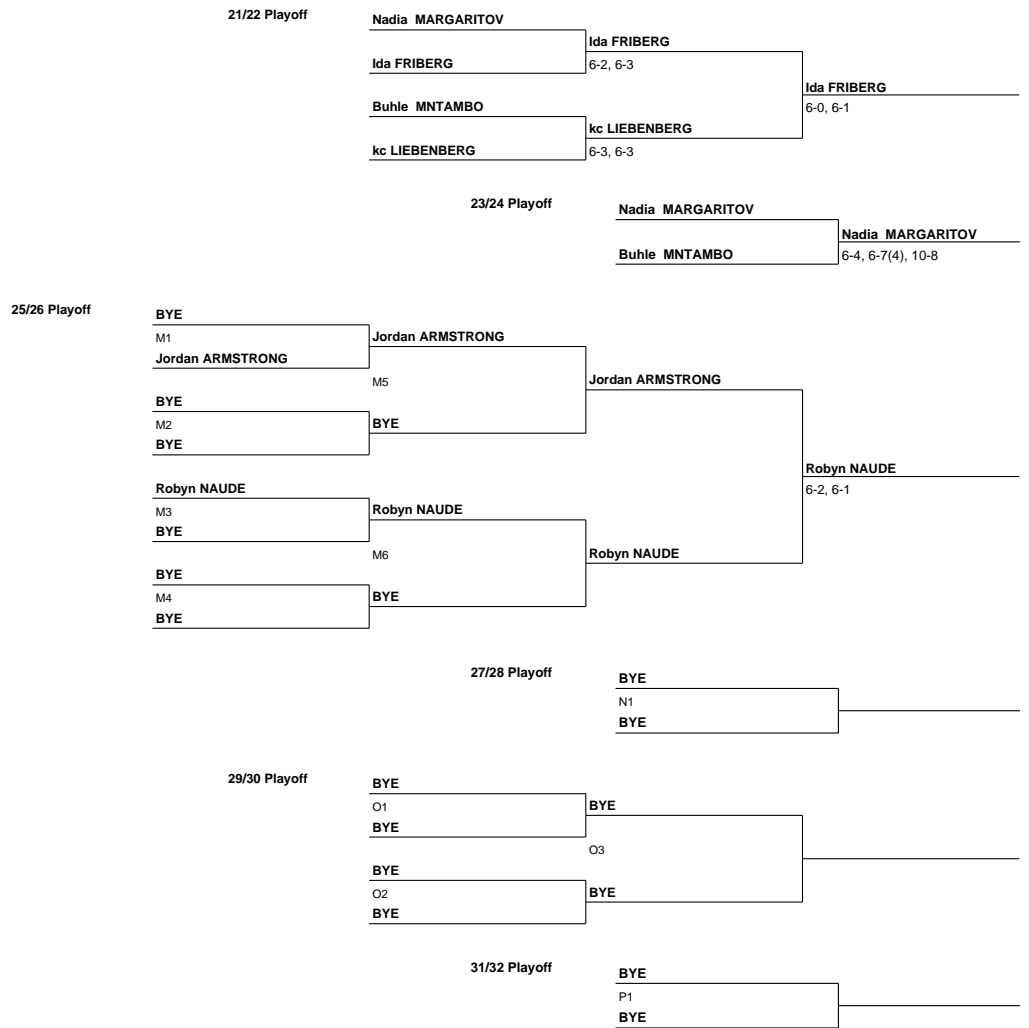 21/22 Playoff
Nadia MARGARITOV
Ida FRIBERG
Ida FRIBERG
6-2, 6-3
Ida FRIBERG
6-0, 6-1
Buhle MNTAMBO
kc LIEBENBERG
kc LIEBENBERG
6-3, 6-3
23/24 Playoff
Nadia MARGARITOV
Nadia MARGARITOV
Buhle MNTAMBO
6-4, 6-7(4), 10-8
25/26 Playoff
BYE
M1
Jordan ARMSTRONG
Jordan ARMSTRONG
M5
Jordan ARMSTRONG
BYE
M2
BYE
BYE
Robyn NAUDE
6-2, 6-1
Robyn NAUDE
M3
BYE
Robyn NAUDE
M6
Robyn NAUDE
BYE
M4
BYE
BYE
27/28 Playoff
BYE
N1
BYE
29/30 Playoff
BYE
O1
BYE
BYE
O3
BYE
O2
BYE
BYE
31/32 Playoff
BYE
P1
BYE